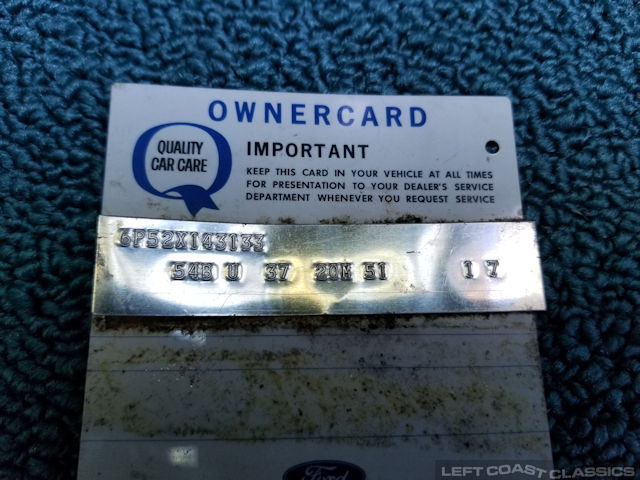 OWNERCARD
QUALITY
CAR CARE
IMPORTANT
KEEP THIS CARD IN YOUR VEHICLE AT ALL TIMES
FOR PRESENTATION TO YOUR DEALER'S SERVICE
DEPARTMENT WHENEVER YOU REQUEST SERVICE
6P52X143133
54B U 37 20M 51 1 7
Ford
LEFT COAST CLASSICS